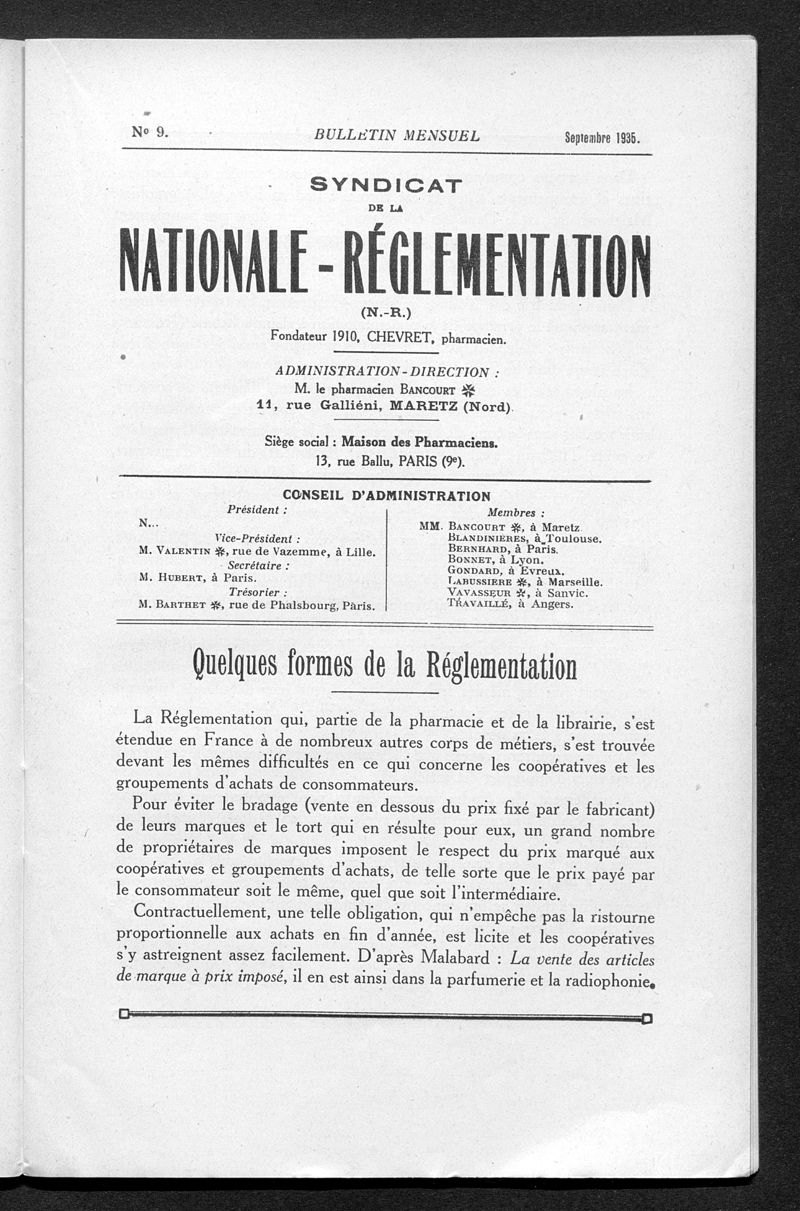 No 9.
BULLETIN MENSUEL
Septembre 1935.
SYNDICAT
DE LA
NATIONALE - RÉGLEMENTATION
(N.-R.)
Fondateur 1910, CHEVRET, pharmacien.
ADMINISTRATION - DIRECTION :
M. le pharmacien BANCOURT ✽
11, rue Galliéni, MARETZ (Nord).
Siège social : Maison des Pharmaciens.
13, rue Ballu, PARIS (9e).
CONSEIL D'ADMINISTRATION
Président :
N...
Vice-Président :
M. VALENTIN ✽, rue de Vazemme, à Lille.
Secrétaire :
M. HUBERT, à Paris.
Trésorier :
M. BARTHET ✽, rue de Phalsbourg, Paris.
Membres :
MM. BANCOURT ✽, à Maretz
BLANDINIÈRES, à Toulouse.
BERNHARD, à Paris.
BONNET, à Lyon.
GONDARD, à Evreux.
LABUSSIERE ✽, à Marseille.
VAVASSEUR ✽, à Sanvic.
TRAVAILLÉ, à Angers.
Quelques formes de la Réglementation
La Réglementation qui, partie de la pharmacie et de la librairie, s'est
étendue en France à de nombreux autres corps de métiers, s'est trouvée
devant les mêmes difficultés en ce qui concerne les coopératives et les
groupements d'achats de consommateurs.
Pour éviter le bradage (vente en dessous du prix fixé par le fabricant)
de leurs marques et le tort qui en résulte pour eux, un grand nombre
de propriétaires de marques imposent le respect du prix marqué aux
coopératives et groupements d'achats, de telle sorte que le prix payé par
le consommateur soit le même, quel que soit l'intermédiaire.
Contractuellement, une telle obligation, qui n'empêche pas la ristourne
proportionnelle aux achats en fin d'année, est licite et les coopératives
s'y astreignent assez facilement. D'après Malabard : La vente des articles
de marque à prix imposé, il en est ainsi dans la parfumerie et la radiophonie.